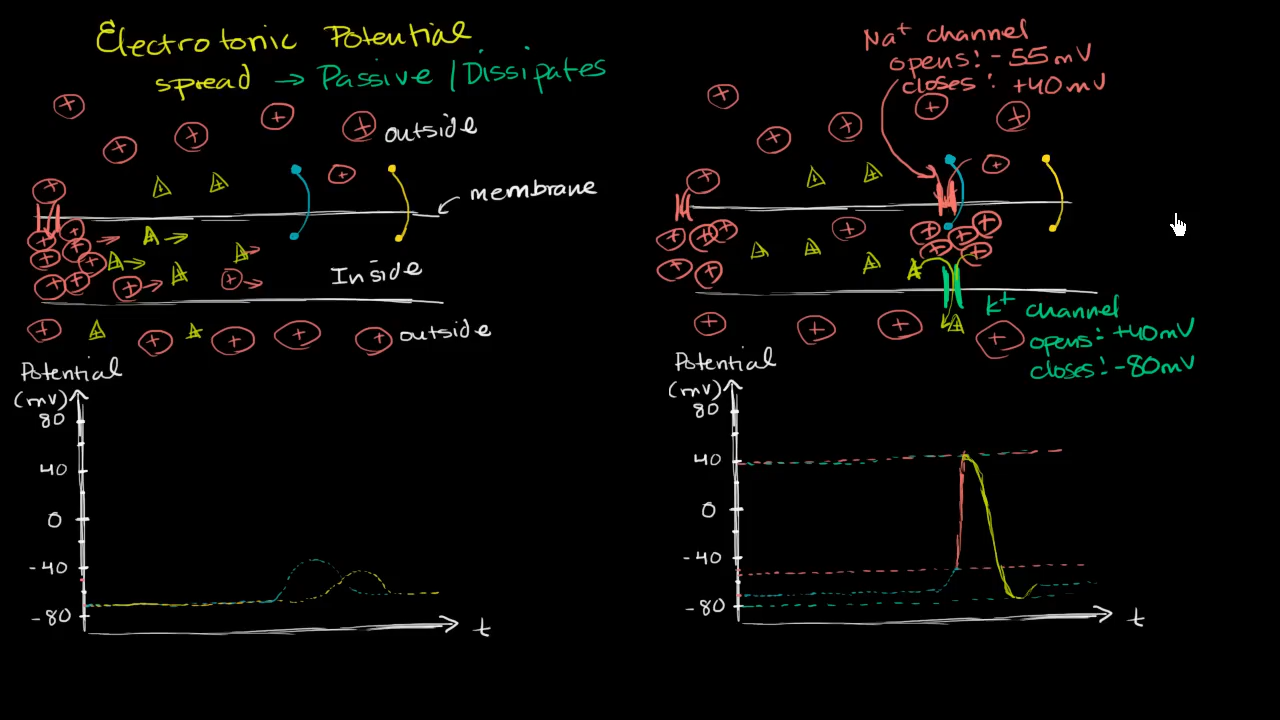 Electrotonic Potential
spread → Passive / Dissipates
outside
membrane
Inside
outside
Potential
(mV)
80
40
0
-40
-80
t
Na+ channel
opens: -55mV
closes: +40mV
K+ channel
opens: +40mV
closes: -80mV
Potential
(mV)
80
40
0
-40
-80
t